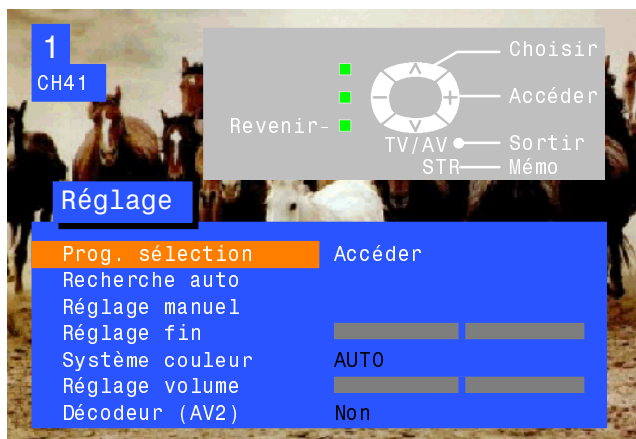 1
CH41
Choisir
Accéder
Revenir-
TV/AV Sortir
STR Mémo
Réglage
Prog. sélection Accéder
Recherche auto
Réglage manuel
Réglage fin
Système couleur AUTO
Réglage volume
Décodeur (AV2) Non